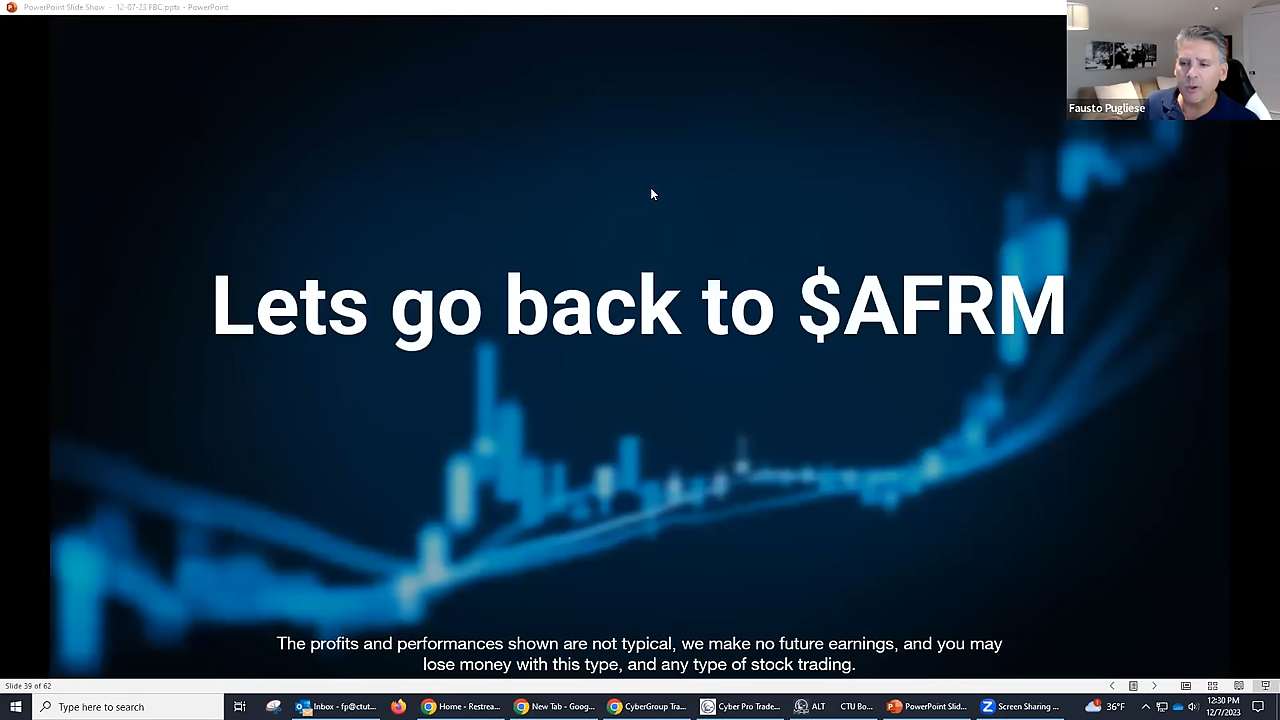 PowerPoint Slide Show - 12-07-23 FBC.pptx - PowerPoint
Fausto Pugliese
Lets go back to $AFRM
The profits and performances shown are not typical, we make no future earnings, and you may
lose money with this type, and any type of stock trading.
Slide 39 of 62
Type here to search
Inbox - fp@ctut...
Home - Restrea...
New Tab - Goog...
CyberGroup Tra...
Cyber Pro Trade...
ALT
CTU Bo...
PowerPoint Slid...
Screen Sharing ...
36°F
12:30 PM
12/7/2023